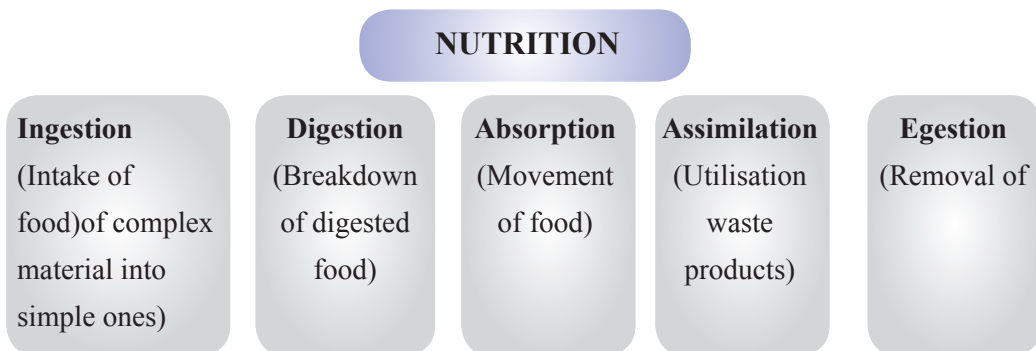 NUTRITION
Ingestion
(Intake of
food)of complex
material into
simple ones)
Digestion
(Breakdown
of digested
food)
Absorption
(Movement
of food)
Assimilation
(Utilisation
waste
products)
Egestion
(Removal of